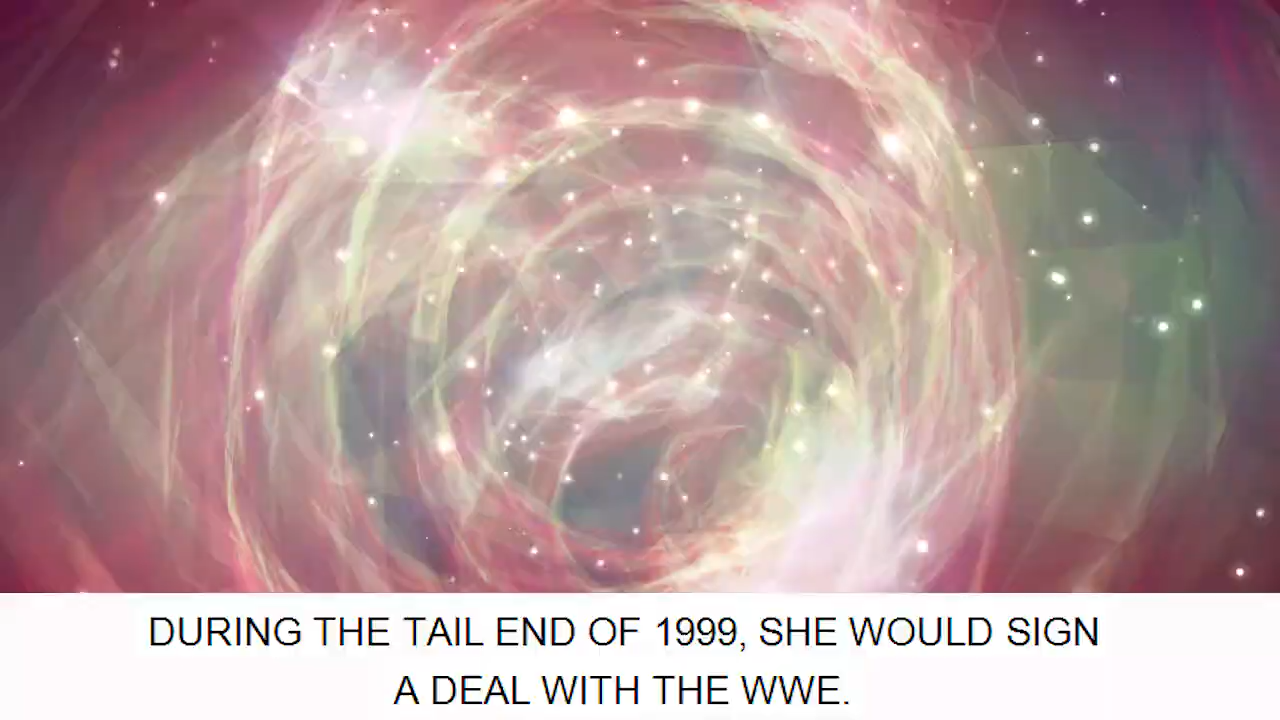 DURING THE TAIL END OF 1999, SHE WOULD SIGN
A DEAL WITH THE WWE.